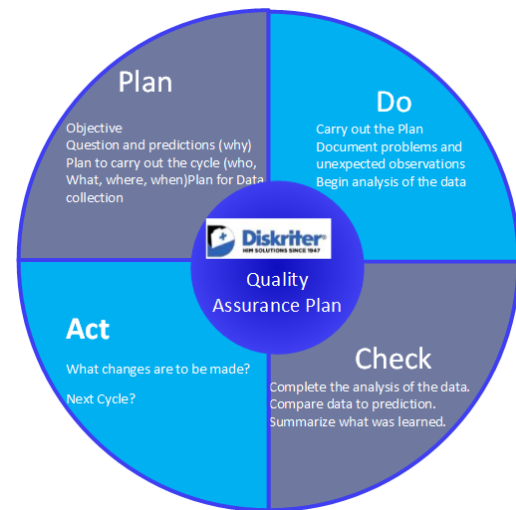 Plan
Objective
Question and predictions (why)
Plan to carry out the cycle (who,
What, where, when)Plan for Data
collection
Do
Carry out the Plan
Document problems and
unexpected observations
Begin analysis of the data
Diskriter®
HIM SOLUTIONS SINCE 1947
Quality
Assurance Plan
Act
What changes are to be made?
Next Cycle?
Check
Complete the analysis of the data.
Compare data to prediction.
Summarize what was learned.